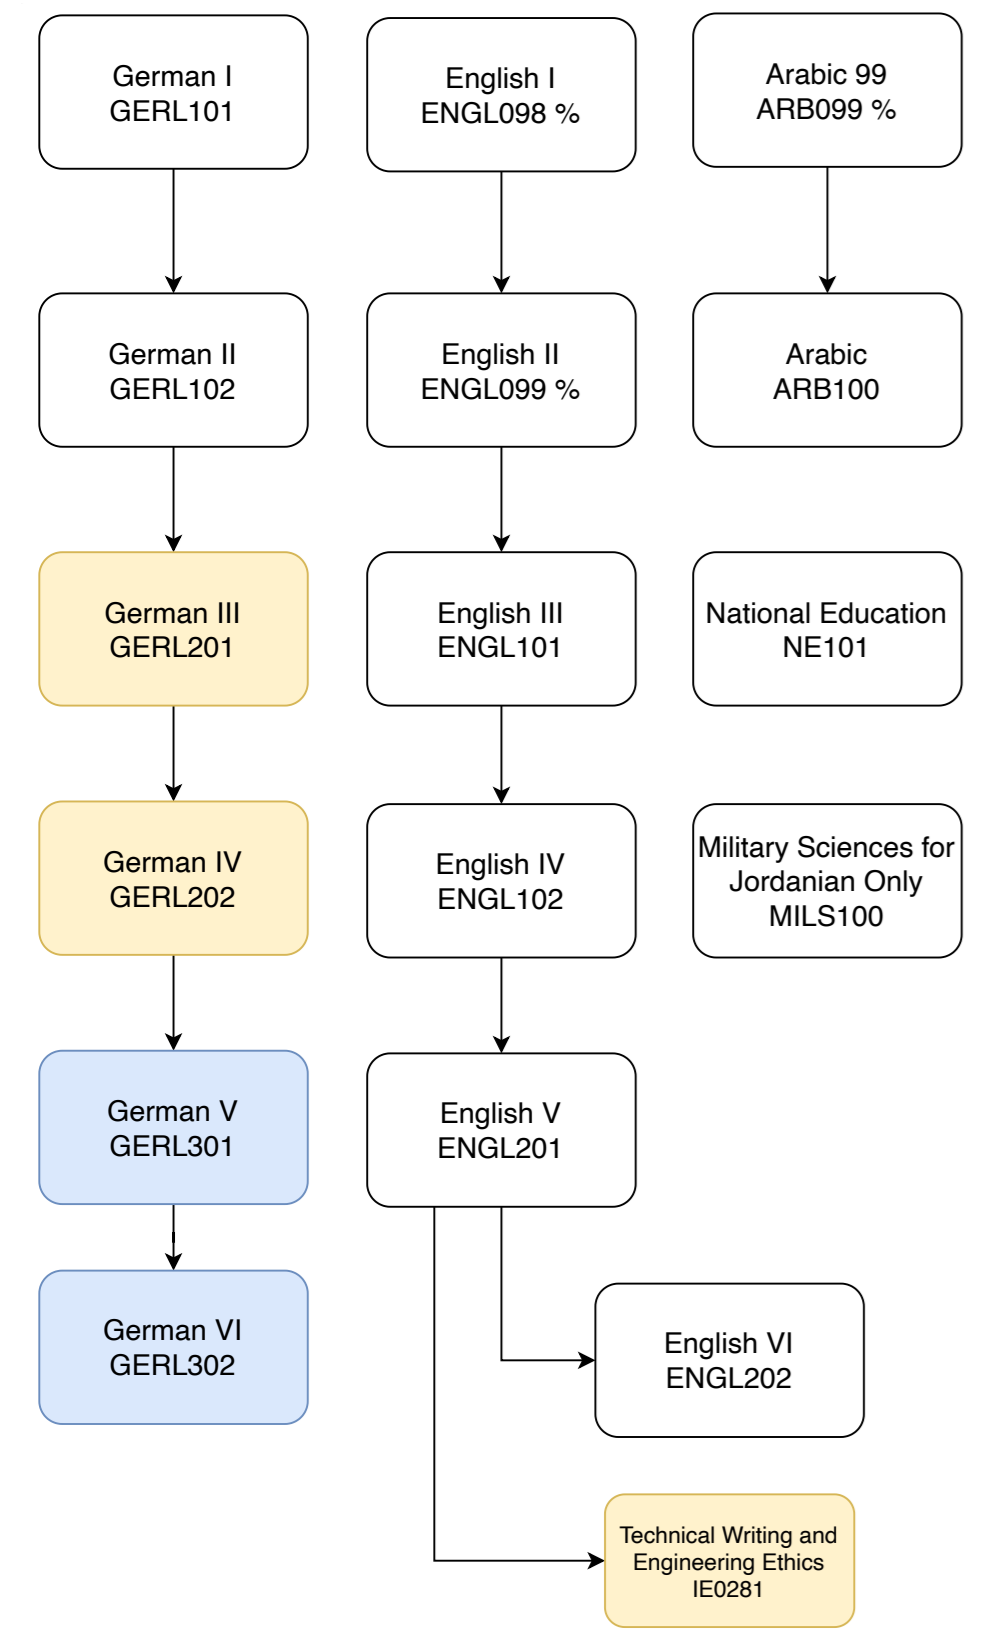 German I
GERL101
English I
ENGL098 %
Arabic 99
ARB099 %
German II
GERL102
English II
ENGL099 %
Arabic
ARB100
German III
GERL201
English III
ENGL101
National Education
NE101
German IV
GERL202
English IV
ENGL102
Military Sciences for
Jordanian Only
MILS100
German V
GERL301
English V
ENGL201
German VI
GERL302
English VI
ENGL202
Technical Writing and
Engineering Ethics
IE0281